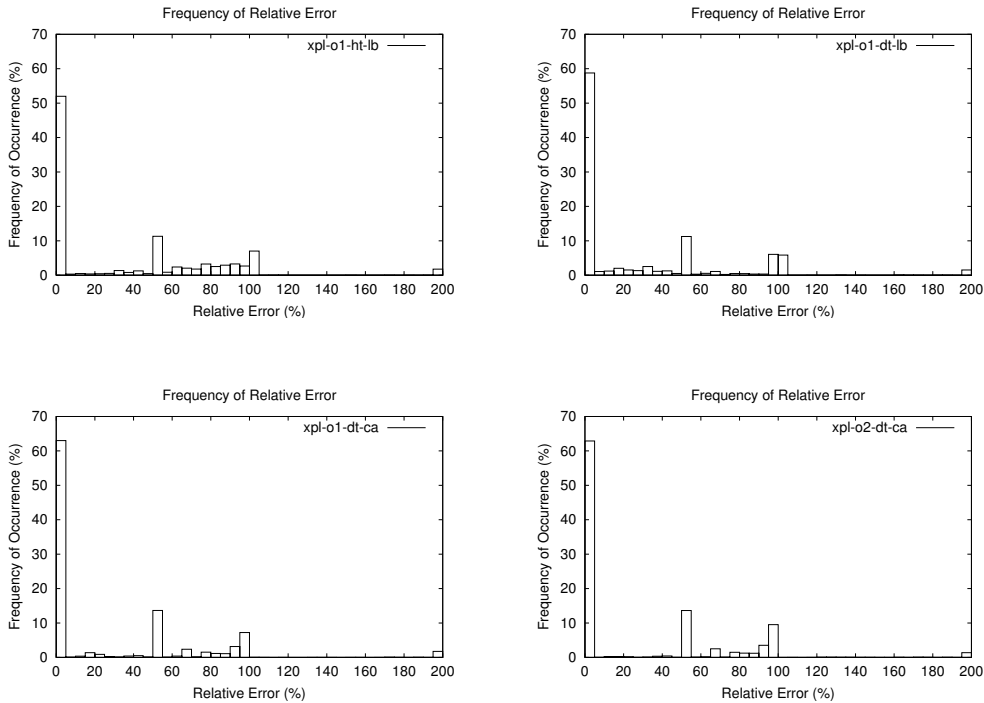 Frequency of Relative Error
xpl-o1-ht-lb
Frequency of Occurrence (%)
70
60
50
40
30
20
10
0
0 20 40 60 80 100 120 140 160 180 200
Relative Error (%)
Frequency of Relative Error
xpl-o1-dt-lb
Frequency of Occurrence (%)
70
60
50
40
30
20
10
0
0 20 40 60 80 100 120 140 160 180 200
Relative Error (%)
Frequency of Relative Error
xpl-o1-dt-ca
Frequency of Occurrence (%)
70
60
50
40
30
20
10
0
0 20 40 60 80 100 120 140 160 180 200
Relative Error (%)
Frequency of Relative Error
xpl-o2-dt-ca
Frequency of Occurrence (%)
70
60
50
40
30
20
10
0
0 20 40 60 80 100 120 140 160 180 200
Relative Error (%)